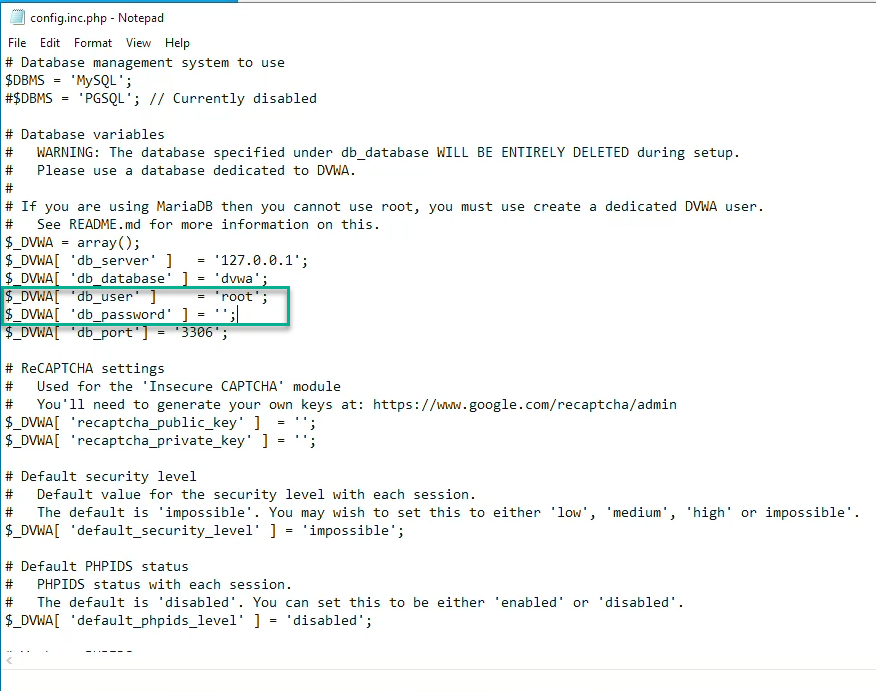 config.inc.php - Notepad
File Edit Format View Help
# Database management system to use
$DBMS = 'MySQL';
#$DBMS = 'PGSQL'; // Currently disabled
# Database variables
#   WARNING: The database specified under db_database WILL BE ENTIRELY DELETED during setup.
#   Please use a database dedicated to DVWA.
#
# If you are using MariaDB then you cannot use root, you must use create a dedicated DVWA user.
#   See README.md for more information on this.
$_DVWA = array();
$_DVWA[ 'db_server' ]   = '127.0.0.1';
$_DVWA[ 'db_database' ] = 'dvwa';
$_DVWA[ 'db_user' ]     = 'root';
$_DVWA[ 'db_password' ] = '';
$_DVWA[ 'db_port'] = '3306';
# ReCAPTCHA settings
#   Used for the 'Insecure CAPTCHA' module
#   You'll need to generate your own keys at: https://www.google.com/recaptcha/admin
$_DVWA[ 'recaptcha_public_key' ]  = '';
$_DVWA[ 'recaptcha_private_key' ] = '';
# Default security level
#   Default value for the security level with each session.
#   The default is 'impossible'. You may wish to set this to either 'low', 'medium', 'high' or impossible'.
$_DVWA[ 'default_security_level' ] = 'impossible';
# Default PHPIDS status
#   PHPIDS status with each session.
#   The default is 'disabled'. You can set this to be either 'enabled' or 'disabled'.
$_DVWA[ 'default_phpids_level' ] = 'disabled';